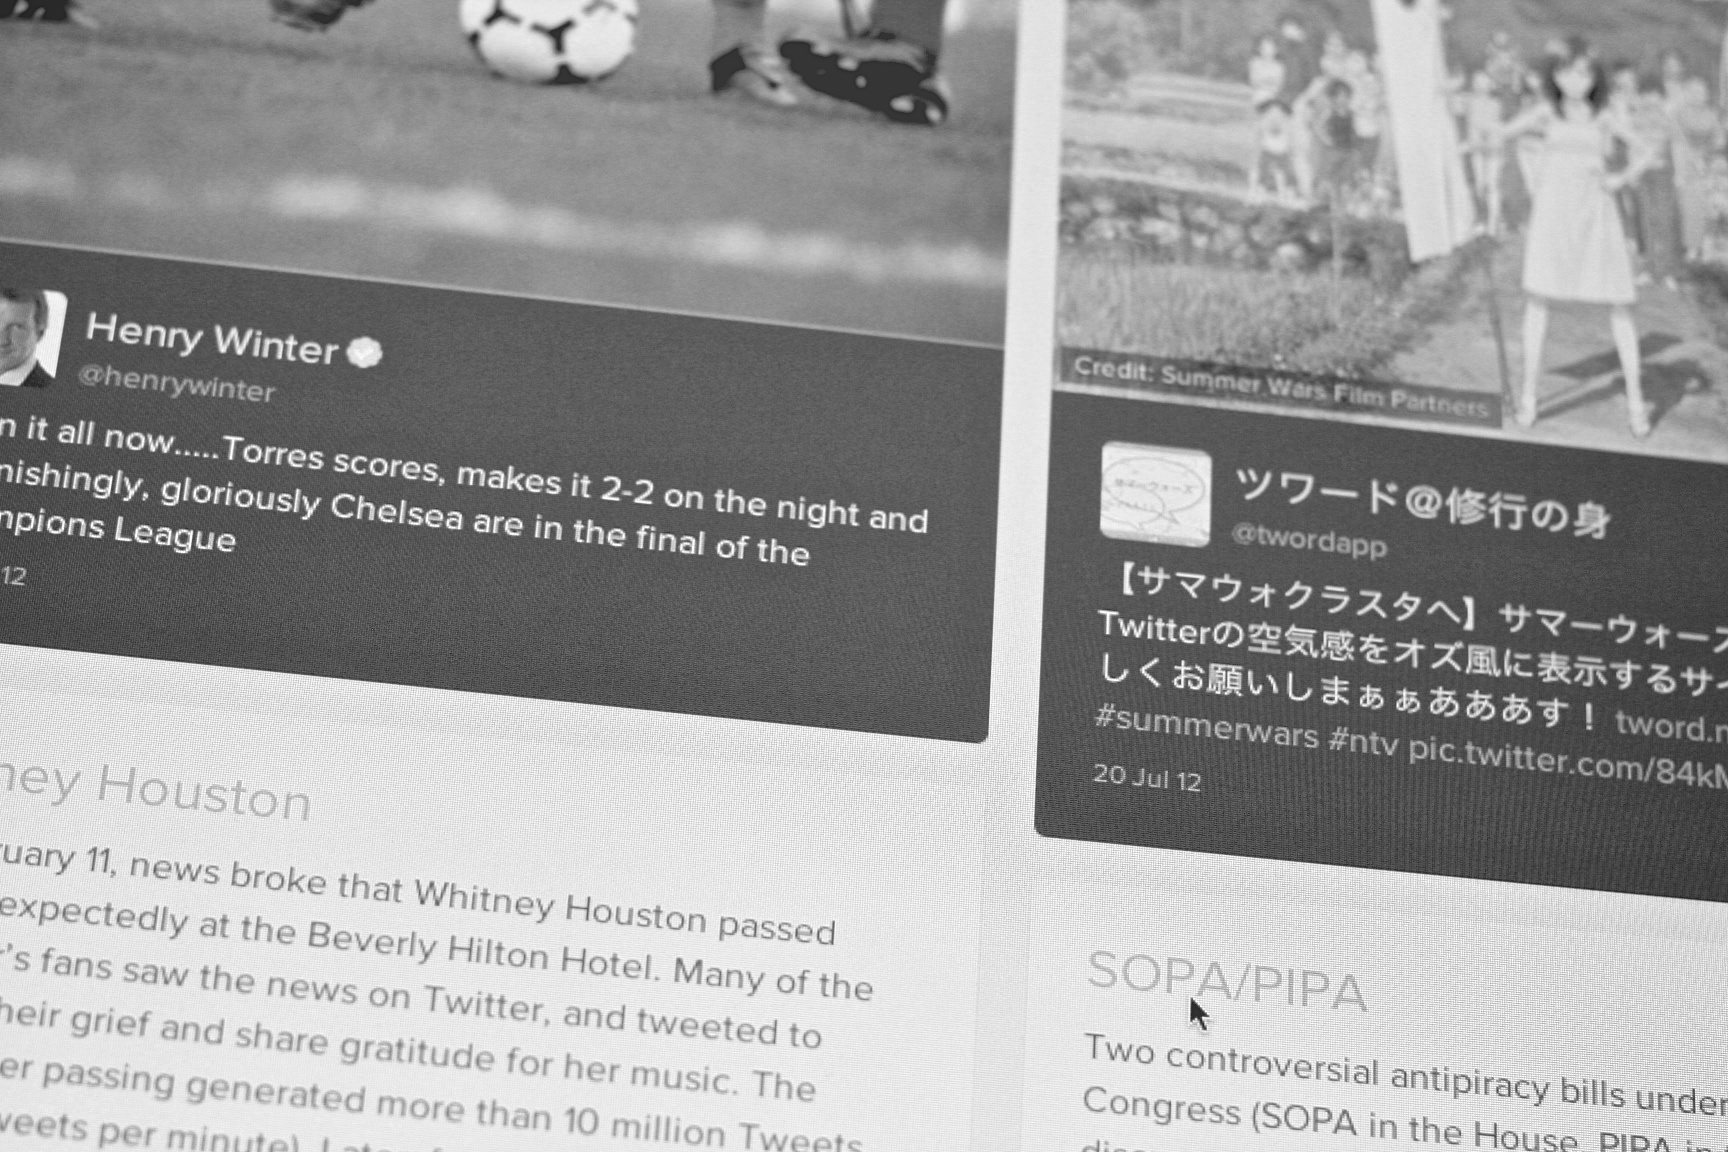 Henry Winter
@henrywinter
n it all now.....Torres scores, makes it 2-2 on the night and
nishingly, gloriously Chelsea are in the final of the
mpions League
12
ney Houston
ruary 11, news broke that Whitney Houston passed
expectedly at the Beverly Hilton Hotel. Many of the
r's fans saw the news on Twitter, and tweeted to
heir grief and share gratitude for her music. The
er passing generated more than 10 million Tweets
weets per minute).
Credit: Summer Wars Film Partners
ツワード@修行の身
@twordapp
【サマウォクラスタへ】サマーウォーズ
Twitterの空気感をオズ風に表示するサイ
しくお願いしまぁぁあああす！ tword.n
#summerwars #ntv pic.twitter.com/84kM
20 Jul 12
SOPA/PIPA
Two controversial antipiracy bills under
Congress (SOPA in the House, PIPA in